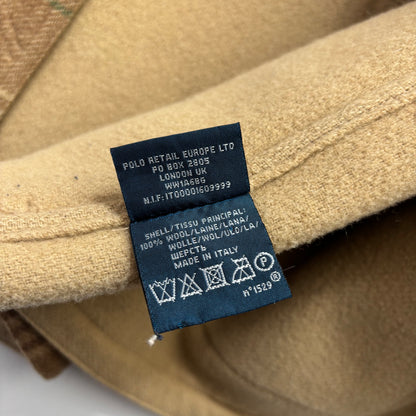 POLO RETAIL EUROPE LTD
PO BOX 2805
LONDON UK
WW1A6BG
N.I.F:IT00001609999
SHELL/TISSU PRINCIPAL:
100% WOOL/LAINE/LANA/
WOLLE/WOL/ULD/LA/
ШЕРСТЬ
MADE IN ITALY
P
N°1529 ®